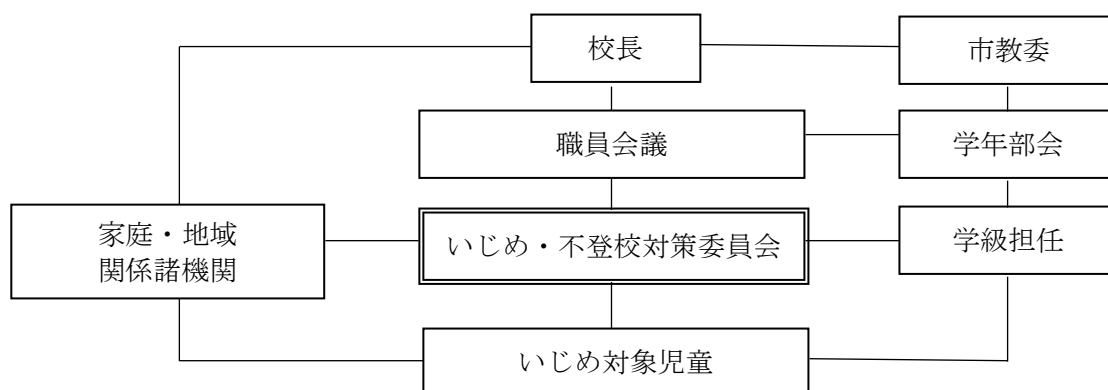 校長
市教委
職員会議
学年部会
家庭・地域
関係諸機関
いじめ・不登校対策委員会
学級担任
いじめ対象児童